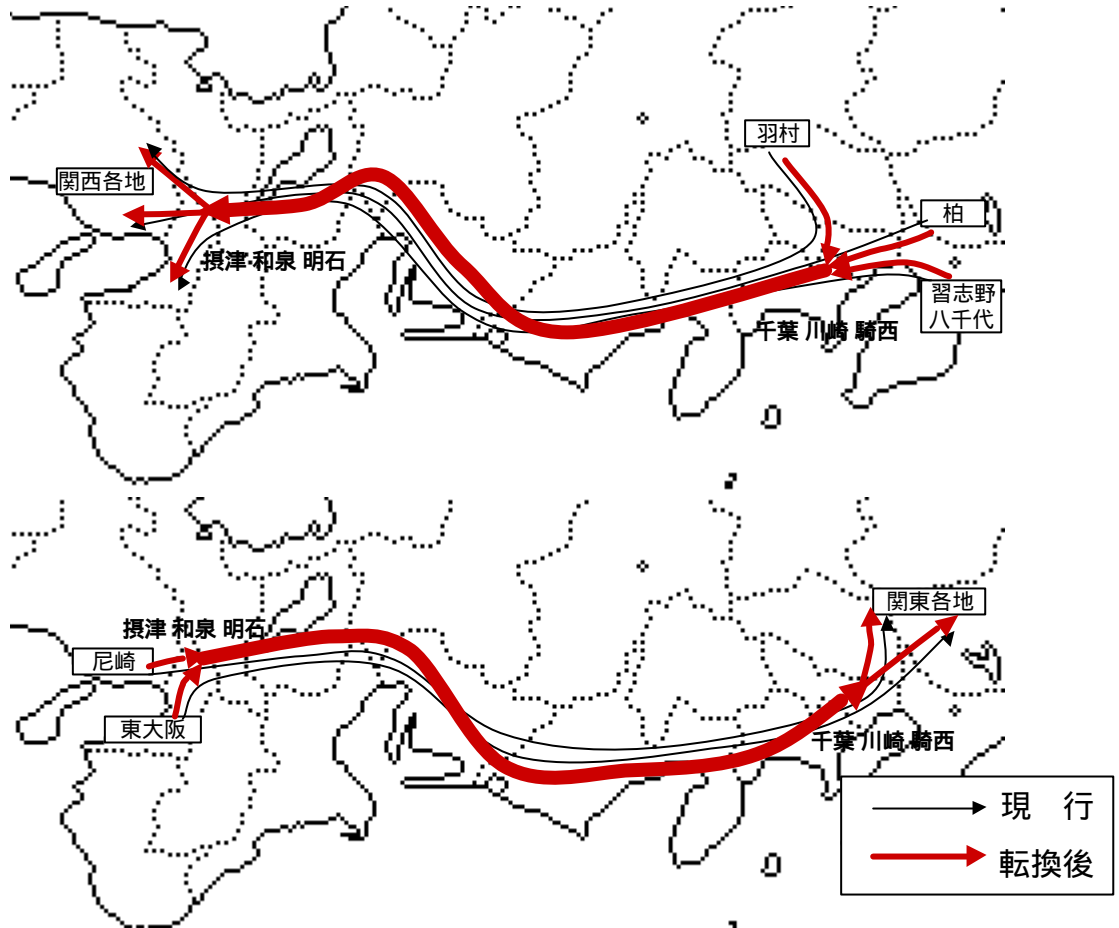 羽村
関西各地
柏
摂津 和泉 明石
習志野
八千代
千葉 川崎 騎西
関東各地
摂津 和泉 明石
尼崎
東大阪
千葉 川崎 騎西
現　行
転換後